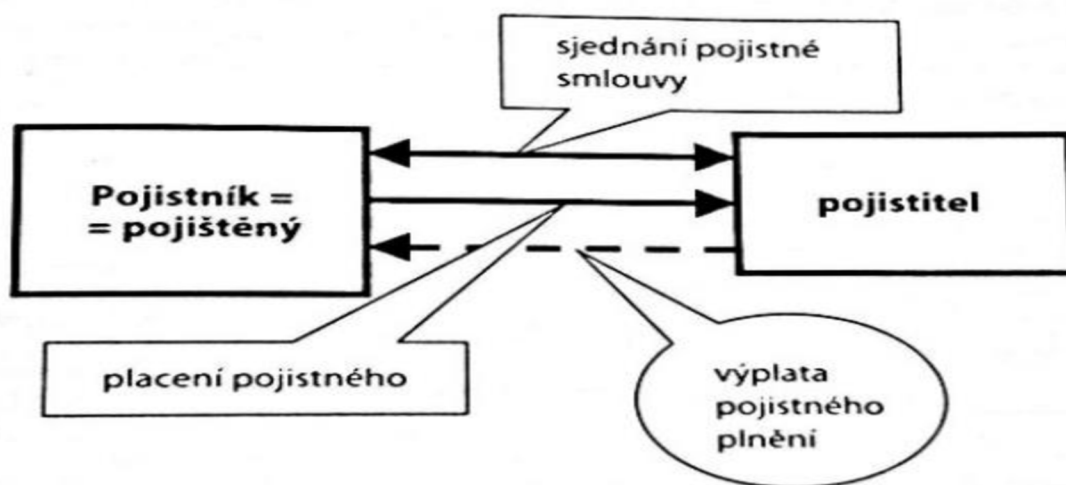 sjednání pojistné
smlouvy
Pojistník =
= pojištěný
pojistitel
placení pojistného
výplata
pojistného
plnění